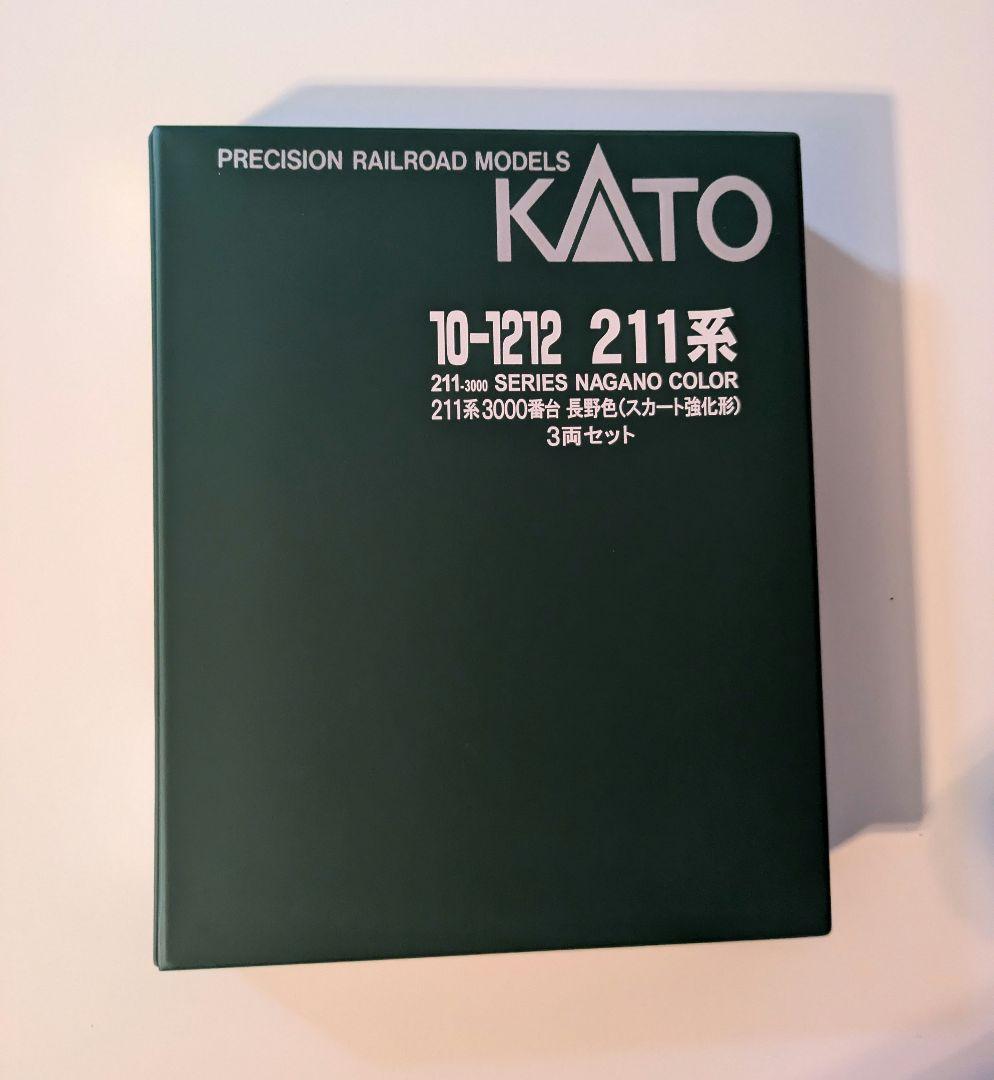 PRECISION RAILROAD MODELS
KATO
10-1212 211系
211-3000 SERIES NAGANO COLOR
211系3000番台 長野色(スカート強化形)
3両セット